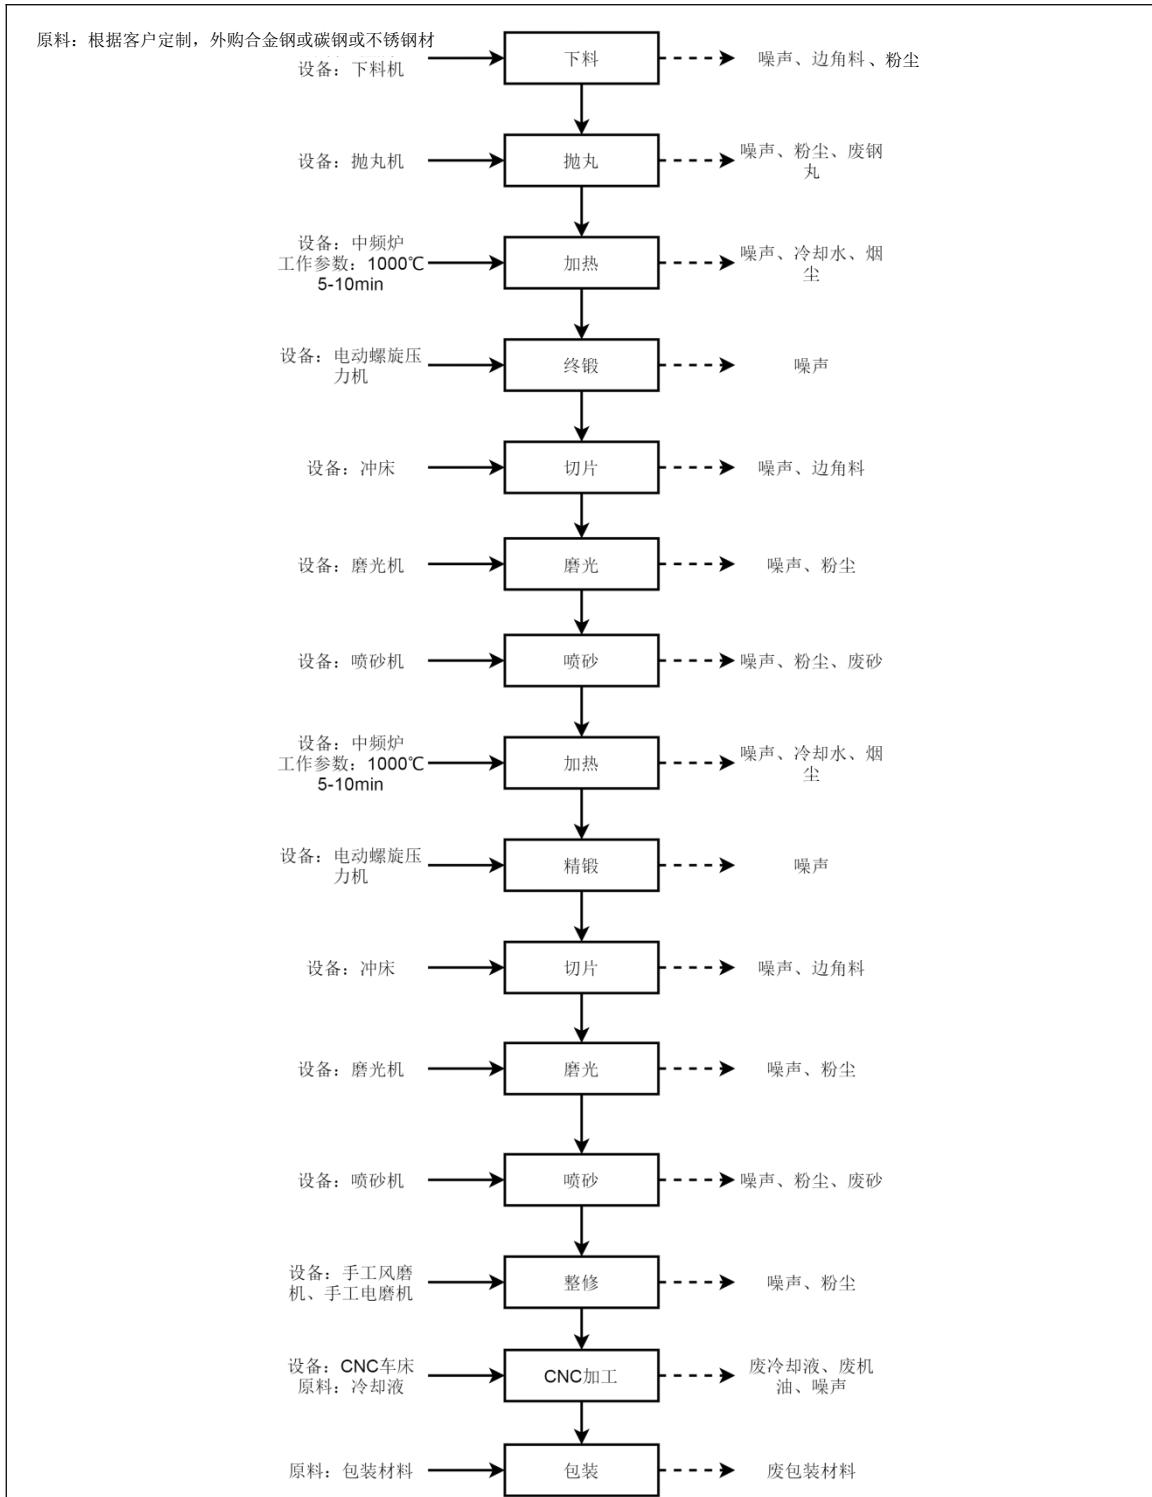 原料：根据客户定制，外购合金钢或碳钢或不锈钢材
设备：下料机
下料
噪声、边角料、粉尘
设备：抛丸机
抛丸
噪声、粉尘、废钢
丸
设备：中频炉
工作参数：1000℃
5-10min
加热
噪声、冷却水、烟
尘
设备：电动螺旋压
力机
终锻
噪声
设备：冲床
切片
噪声、边角料
设备：磨光机
磨光
噪声、粉尘
设备：喷砂机
喷砂
噪声、粉尘、废砂
设备：中频炉
工作参数：1000℃
5-10min
加热
噪声、冷却水、烟
尘
设备：电动螺旋压
力机
精锻
噪声
设备：冲床
切片
噪声、边角料
设备：磨光机
磨光
噪声、粉尘
设备：喷砂机
喷砂
噪声、粉尘、废砂
设备：手工风磨
机、手工电磨机
整修
噪声、粉尘
设备：CNC车床
原料：冷却液
CNC加工
废冷却液、废机
油、噪声
原料：包装材料
包装
废包装材料